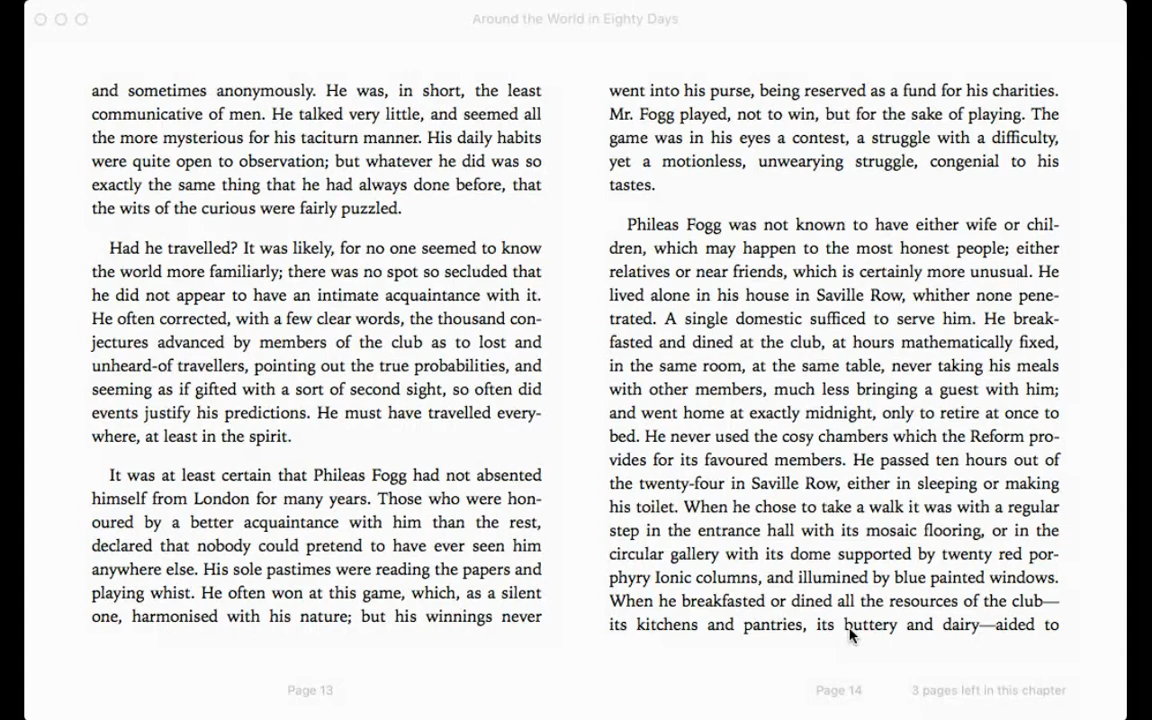 Around the World in Eighty Days
and sometimes anonymously. He was, in short, the least
communicative of men. He talked very little, and seemed all
the more mysterious for his taciturn manner. His daily habits
were quite open to observation; but whatever he did was so
exactly the same thing that he had always done before, that
the wits of the curious were fairly puzzled.
Had he travelled? It was likely, for no one seemed to know
the world more familiarly; there was no spot so secluded that
he did not appear to have an intimate acquaintance with it.
He often corrected, with a few clear words, the thousand con-
jectures advanced by members of the club as to lost and
unheard-of travellers, pointing out the true probabilities, and
seeming as if gifted with a sort of second sight, so often did
events justify his predictions. He must have travelled every-
where, at least in the spirit.
It was at least certain that Phileas Fogg had not absented
himself from London for many years. Those who were hon-
oured by a better acquaintance with him than the rest,
declared that nobody could pretend to have ever seen him
anywhere else. His sole pastimes were reading the papers and
playing whist. He often won at this game, which, as a silent
one, harmonised with his nature; but his winnings never
Page 13
went into his purse, being reserved as a fund for his charities.
Mr. Fogg played, not to win, but for the sake of playing. The
game was in his eyes a contest, a struggle with a difficulty,
yet a motionless, unwearying struggle, congenial to his
tastes.
Phileas Fogg was not known to have either wife or chil-
dren, which may happen to the most honest people; either
relatives or near friends, which is certainly more unusual. He
lived alone in his house in Saville Row, whither none pene-
trated. A single domestic sufficed to serve him. He break-
fasted and dined at the club, at hours mathematically fixed,
in the same room, at the same table, never taking his meals
with other members, much less bringing a guest with him;
and went home at exactly midnight, only to retire at once to
bed. He never used the cosy chambers which the Reform pro-
vides for its favoured members. He passed ten hours out of
the twenty-four in Saville Row, either in sleeping or making
his toilet. When he chose to take a walk it was with a regular
step in the entrance hall with its mosaic flooring, or in the
circular gallery with its dome supported by twenty red por-
phyry Ionic columns, and illumined by blue painted windows.
When he breakfasted or dined all the resources of the club—
its kitchens and pantries, its buttery and dairy—aided to
Page 14
3 pages left in this chapter